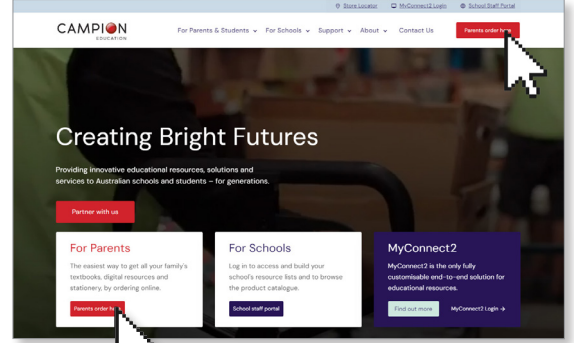 Store Locator MyConnect2 Login School Staff Portal
CAMPION
EDUCATION
For Parents & Students For Schools Support About Contact Us Parents order here
Creating Bright Futures
Providing innovative educational resources, solutions and
services to Australian schools and students – for generations.
Partner with us
For Parents
The easiest way to get all your family's
textbooks, digital resources and
stationery, by ordering online.
Parents order here
For Schools
Log in to access and build your
school's resource lists and to browse
the product catalogue.
School staff portal
MyConnect2
MyConnect2 is the only fully
customisable end-to-end solution for
educational resources.
Find out more MyConnect2 Login →